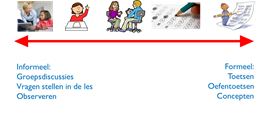 Informeel:
Groepsdiscussies
Vragen stellen in de les
Observeren
Formeel:
Toetsen
Oefentoetsen
Concepten